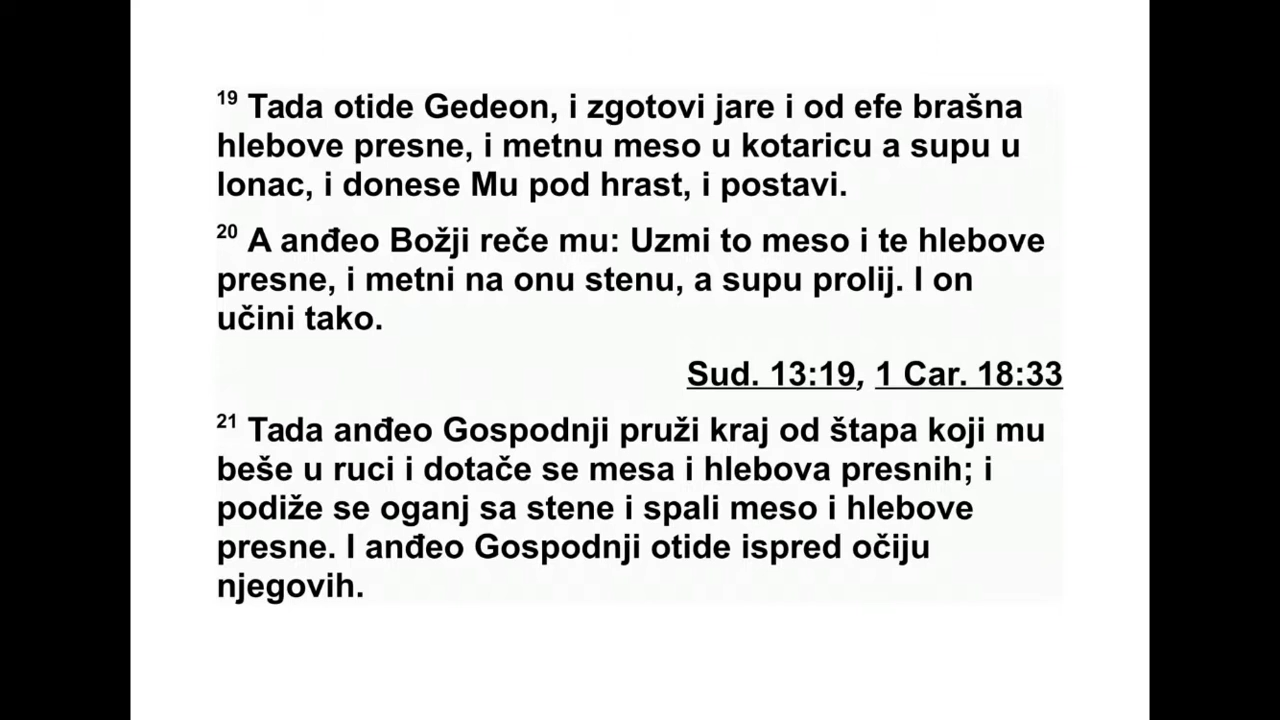 19 Tada otide Gedeon, i zgotovi jare i od efe brašna
hlebove presne, i metnu meso u kotaricu a supu u
lonac, i donese Mu pod hrast, i postavi.
20 A anđeo Božji reče mu: Uzmi to meso i te hlebove
presne, i metni na onu stenu, a supu prolij. I on
učini tako.
Sud. 13:19, 1 Car. 18:33
21 Tada anđeo Gospodnji pruži kraj od štapa koji mu
beše u ruci i dotače se mesa i hlebova presnih; i
podiže se oganj sa stene i spali meso i hlebove
presne. I anđeo Gospodnji otide ispred očiju
njegovih.